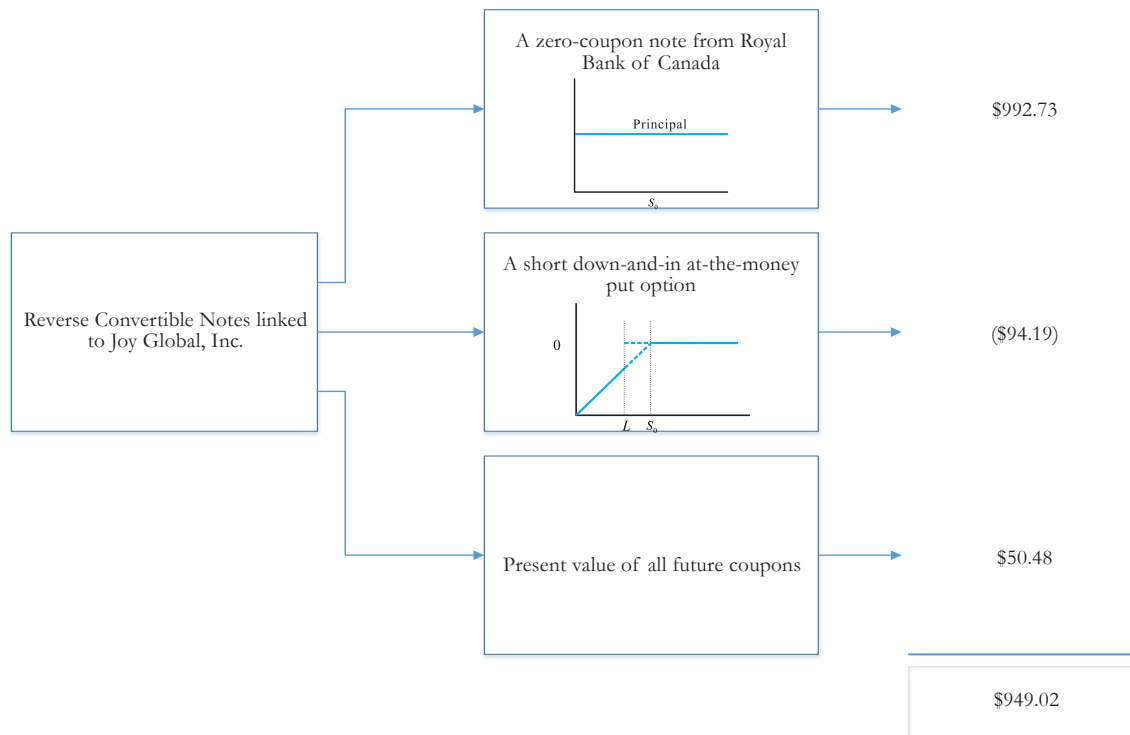 A zero-coupon note from Royal
Bank of Canada
Principal
S₀
$992.73
Reverse Convertible Notes linked
to Joy Global, Inc.
A short down-and-in at-the-money
put option
0
L S₀
($94.19)
Present value of all future coupons
$50.48
$949.02